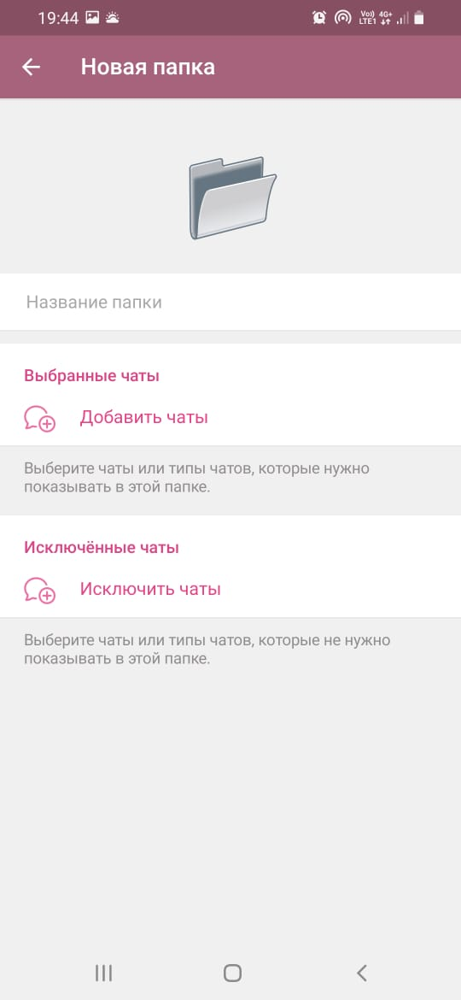 19:44
Vo)) 4G+
LTE1
Новая папка
Название папки
Выбранные чаты
Добавить чаты
Выберите чаты или типы чатов, которые нужно
показывать в этой папке.
Исключённые чаты
Исключить чаты
Выберите чаты или типы чатов, которые не нужно
показывать в этой папке.